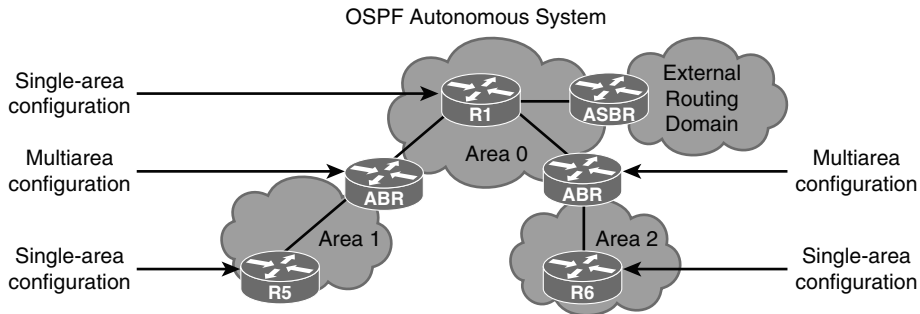 OSPF Autonomous System
Single-area
configuration
R1
ASBR
External
Routing
Domain
Area 0
Multiarea
configuration
ABR
ABR
Multiarea
configuration
Area 1
Area 2
Single-area
configuration
R5
R6
Single-area
configuration